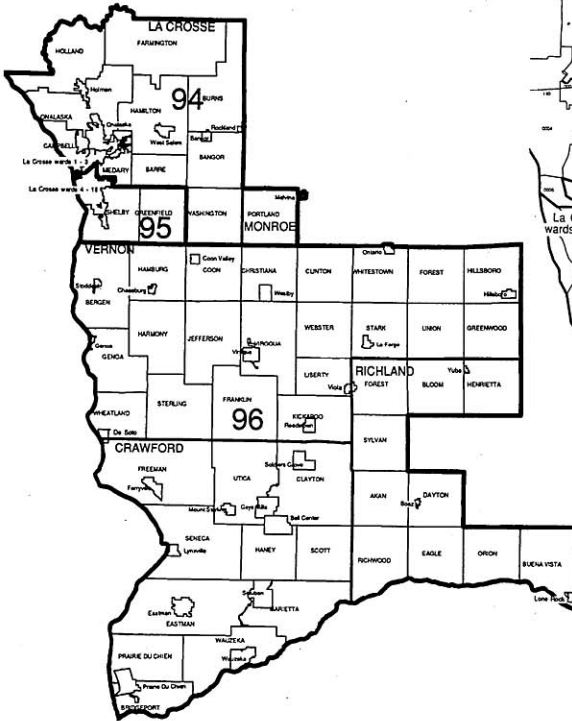 LA CROSSE
HOLLAND
FARMINGTON
Holmen
94
BURNS
HAMILTON
ONALASKA
Onalaska
Rockland
West Salem
Bangor
CAMPBELL
La Crosse wards 1 - 3
MEDARY
BARRE
BANGOR
La Crosse wards 4 - 18
Melvina
SHELBY
GREENFIELD
WASHINGTON
PORTLAND
95
MONROE
La C
wards
VERNON
Coon Valley
Ontario
HAMBURG
COON
CHRISTIANA
CLINTON
WHITESTOWN
FOREST
HILLSBORO
Stoddard
Chaseburg
Westby
Hillsboro
BERGEN
HARMONY
JEFFERSON
WEBSTER
STARK
UNION
GREENWOOD
VIROQUA
La Farge
Genoa
Viroqua
GENOA
LIBERTY
RICHLAND
Yuba
Viola
FOREST
BLOOM
HENRIETTA
STERLING
FRANKLIN
WHEATLAND
96
KICKAPOO
Readstown
De Soto
SYLVAN
CRAWFORD
FREEMAN
Soldiers Grove
UTICA
CLAYTON
Ferryville
AKAN
DAYTON
Boaz
Mount Sterling
Gays Mills
Bell Center
SENECA
Lynxville
HANEY
SCOTT
RICHWOOD
EAGLE
ORION
BUENA VISTA
Lone Rock
Steuben
Eastman
MARIETTA
EASTMAN
WAUZEKA
PRAIRIE DU CHIEN
Wauzeka
Prairie Du Chien
BRIDGEPORT